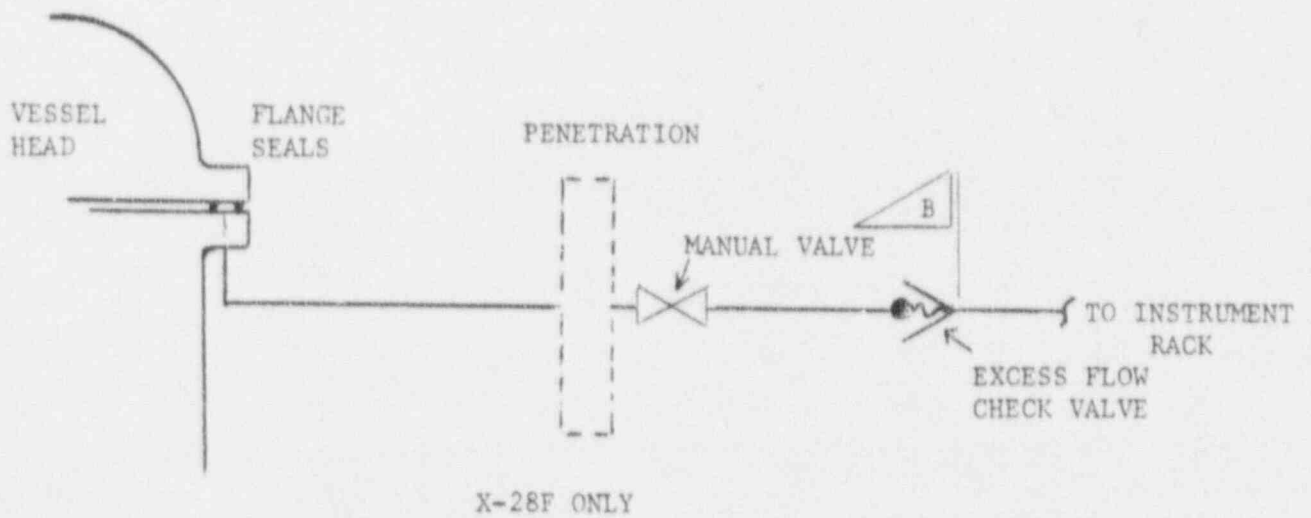 VESSEL
HEAD
FLANGE
SEALS
PENETRATION
B
MANUAL VALVE
TO INSTRUMENT
RACK
EXCESS FLOW
CHECK VALVE
X-28F ONLY